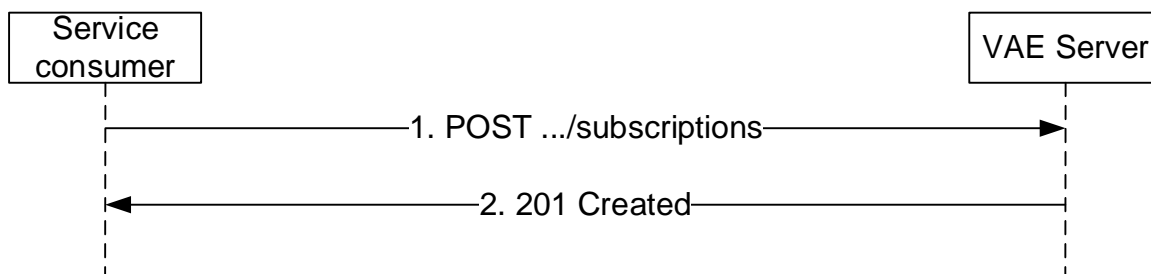 Service
consumer
VAE Server
1. POST .../subscriptions
2. 201 Created